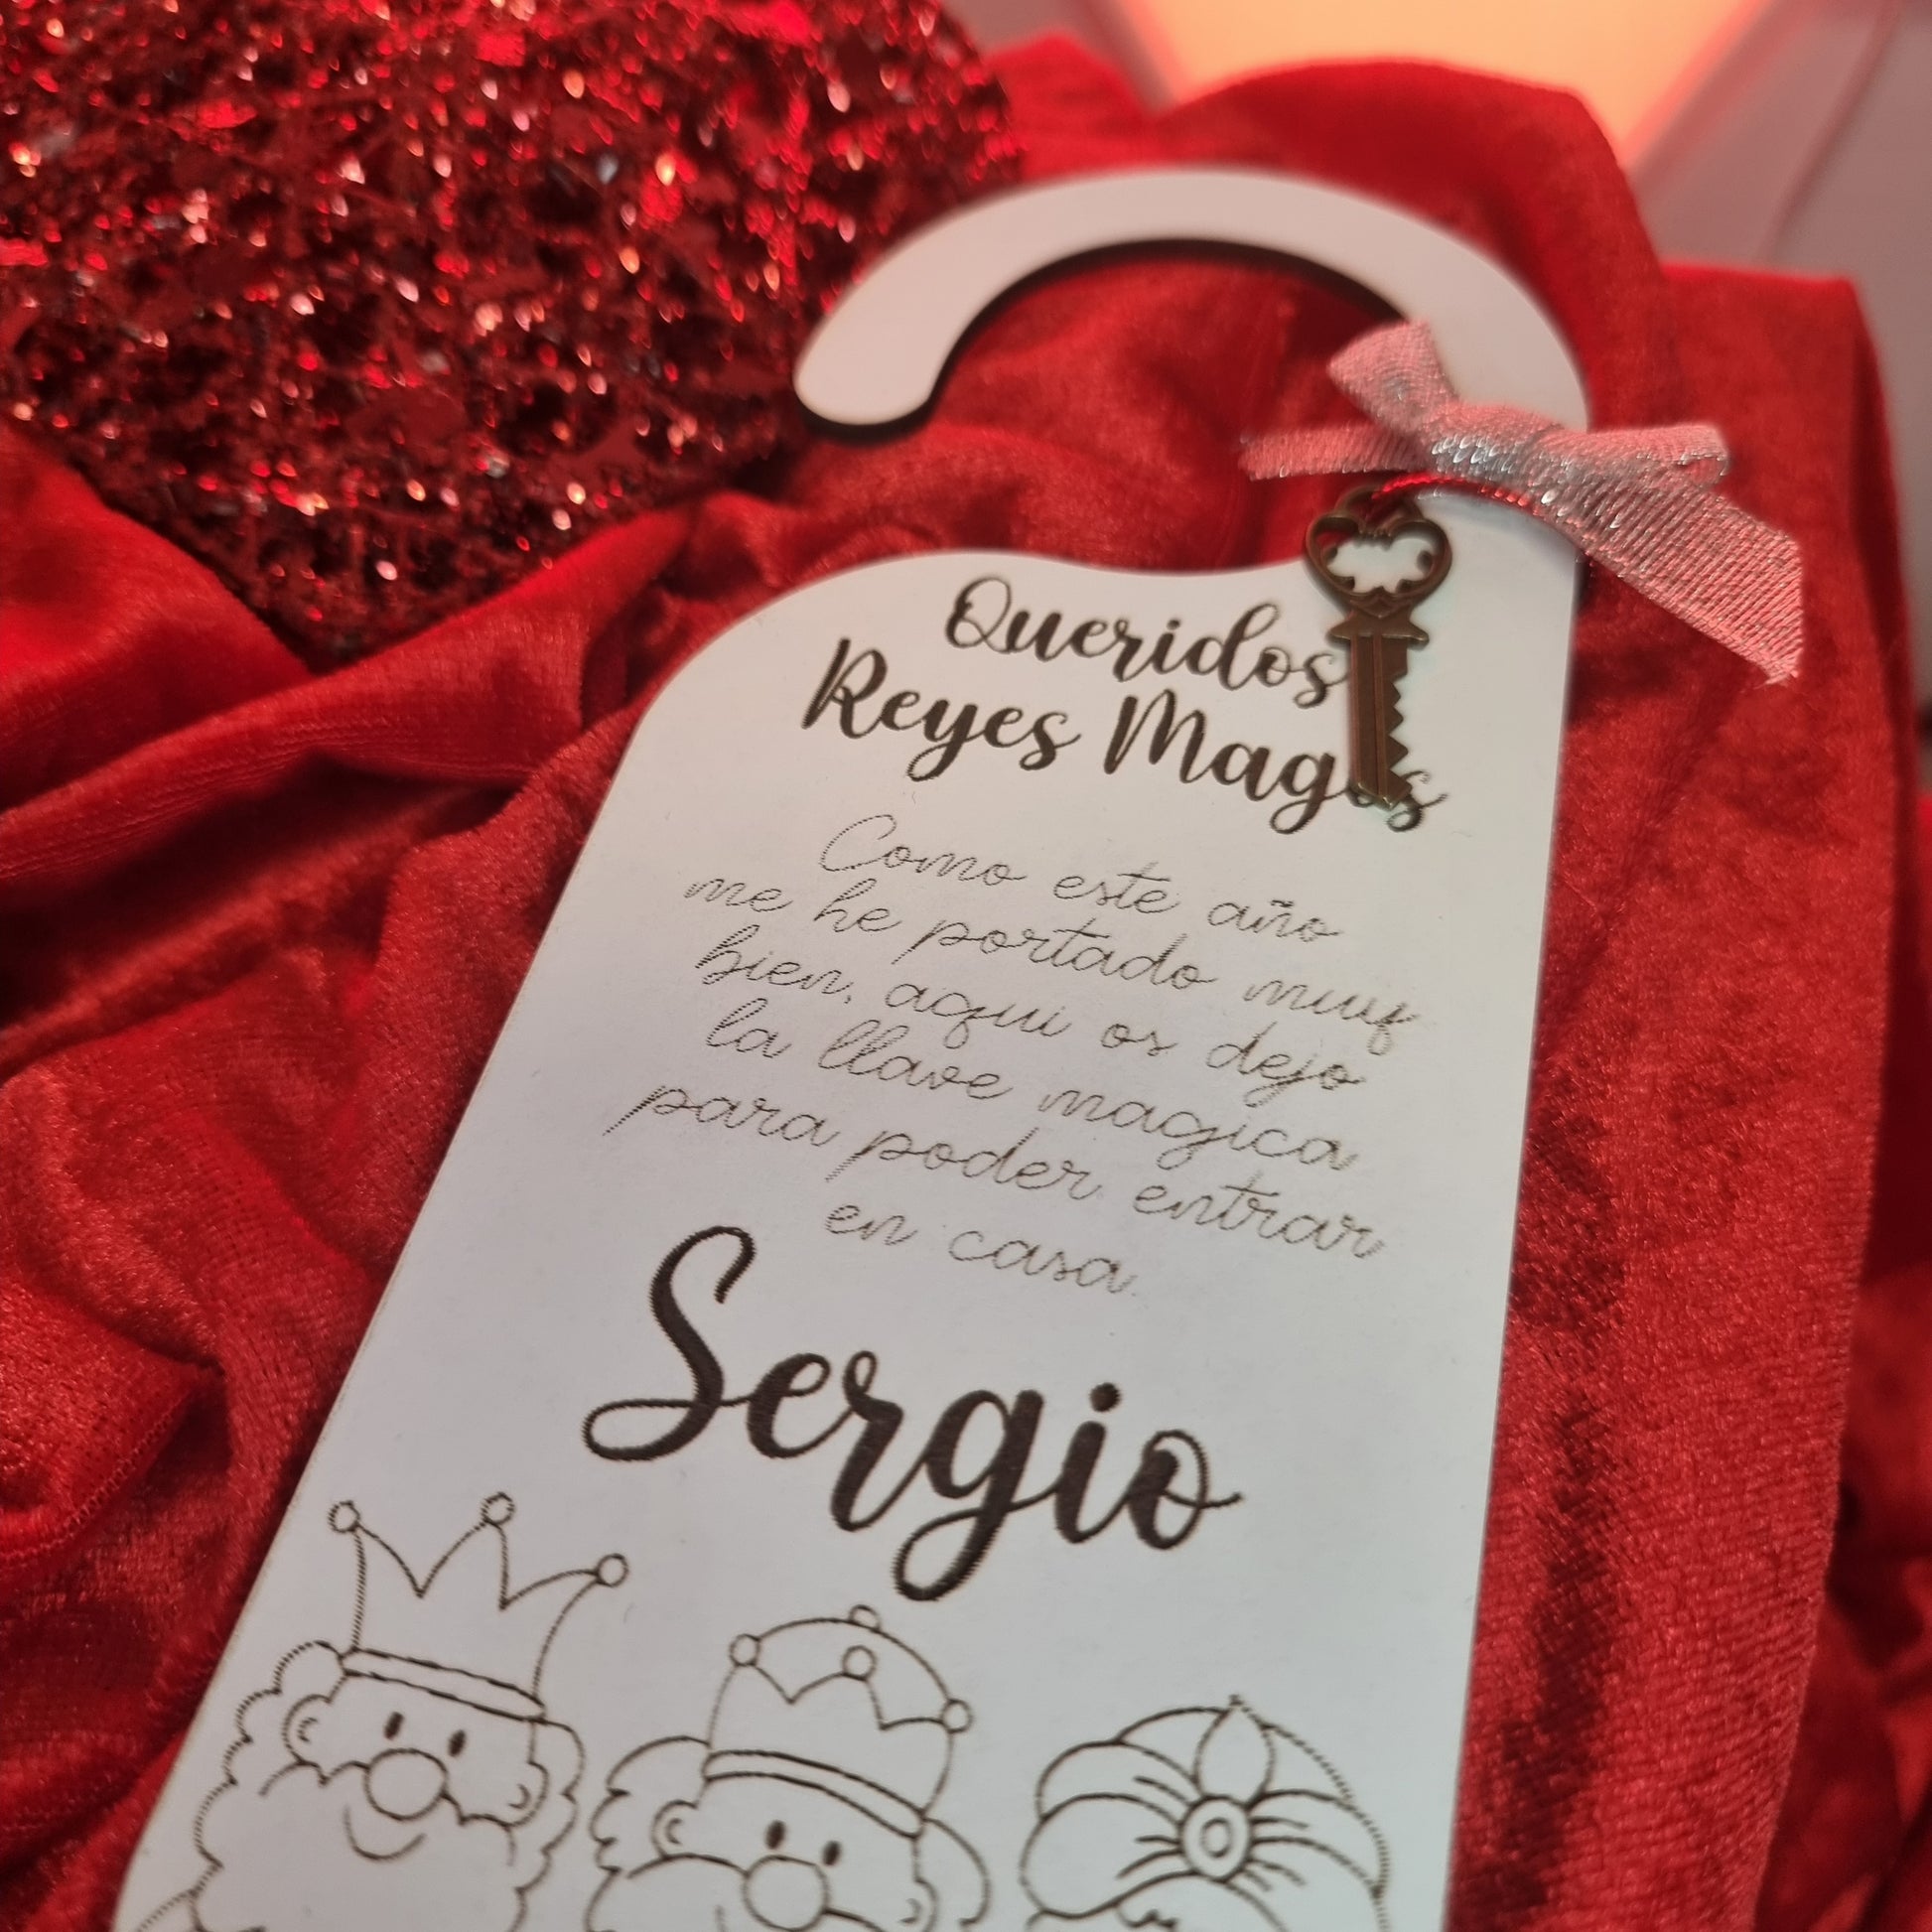 Queridos
Reyes Magos
Como este año
me he portado muy
bien, aqui os dejo
la llave magica
para poder entrar
en casa.
Sergio